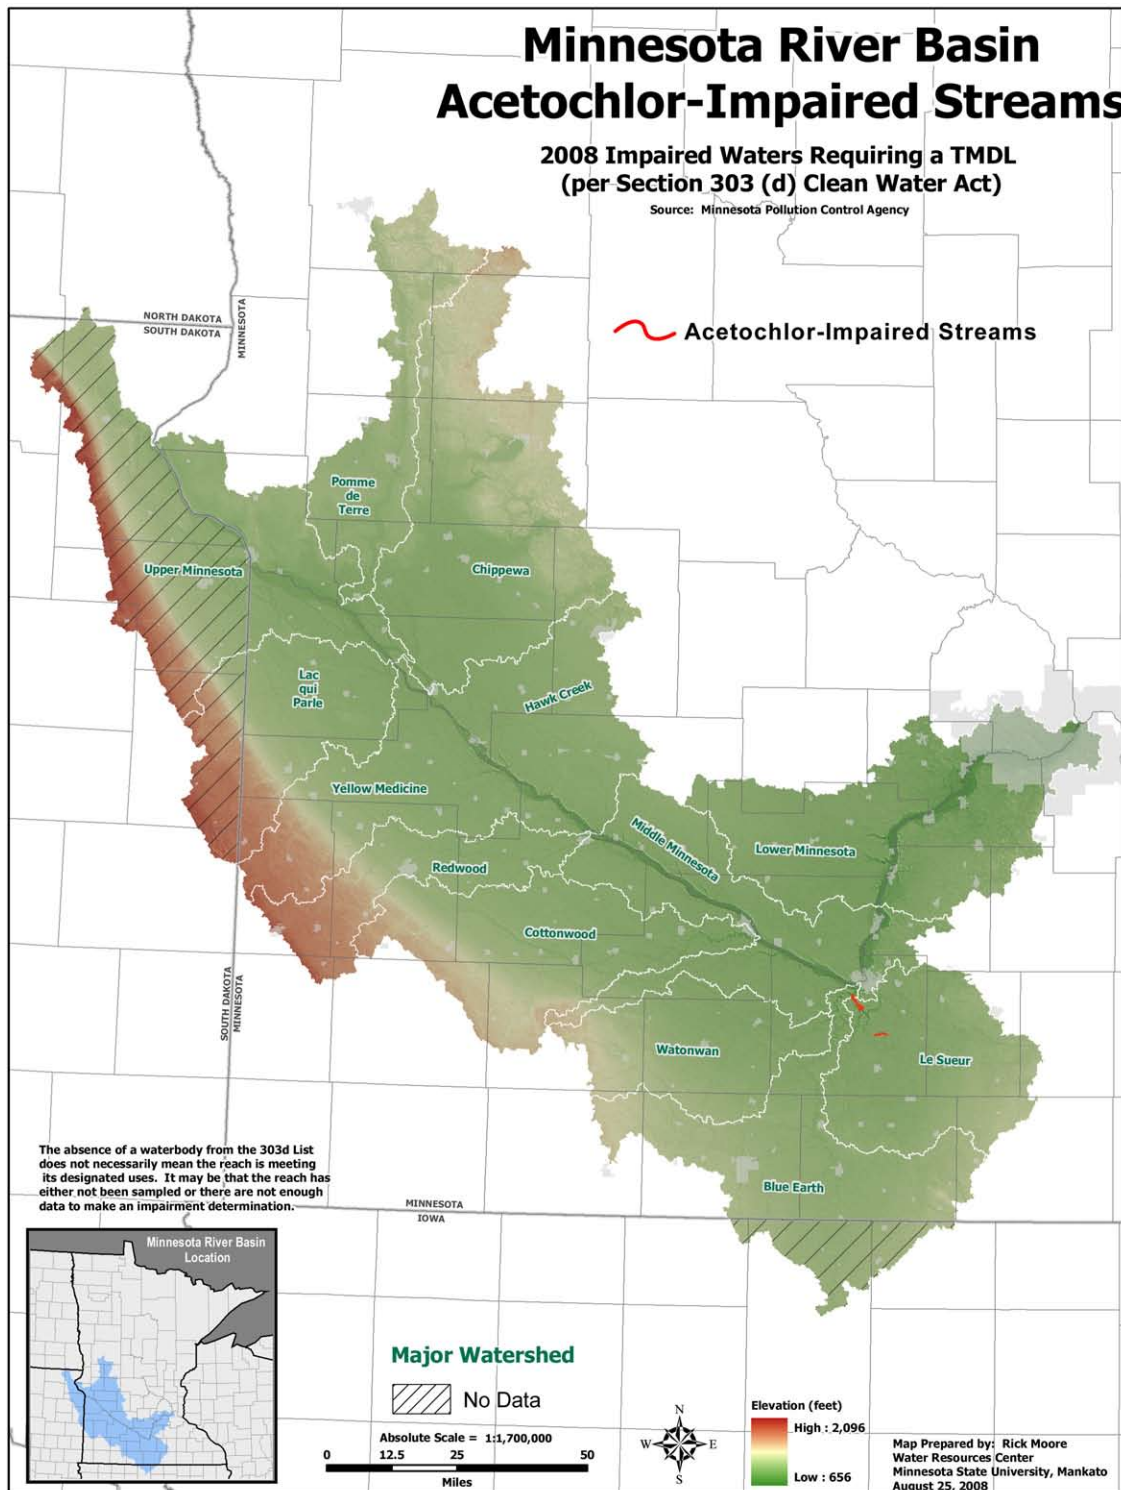 Minnesota River Basin
Acetochlor-Impaired Streams
2008 Impaired Waters Requiring a TMDL
(per Section 303 (d) Clean Water Act)
Source: Minnesota Pollution Control Agency
NORTH DAKOTA
SOUTH DAKOTA
MINNESOTA
Acetochlor-Impaired Streams
Pomme
de
Terre
Upper Minnesota
Chippewa
Lac
qui
Parle
Hawk Creek
Yellow Medicine
Middle Minnesota
Lower Minnesota
Redwood
Cottonwood
SOUTH DAKOTA
MINNESOTA
Watonwan
Le Sueur
Blue Earth
The absence of a waterbody from the 303d List
does not necessarily mean the reach is meeting
its designated uses. It may be that the reach has
either not been sampled or there are not enough
data to make an impairment determination.
MINNESOTA
IOWA
Minnesota River Basin
Location
Major Watershed
No Data
Absolute Scale = 1:1,700,000
0 12.5 25 50
Miles
N
W E
S
Elevation (feet)
High : 2,096
Low : 656
Map Prepared by: Rick Moore
Water Resources Center
Minnesota State University, Mankato
August 25, 2008